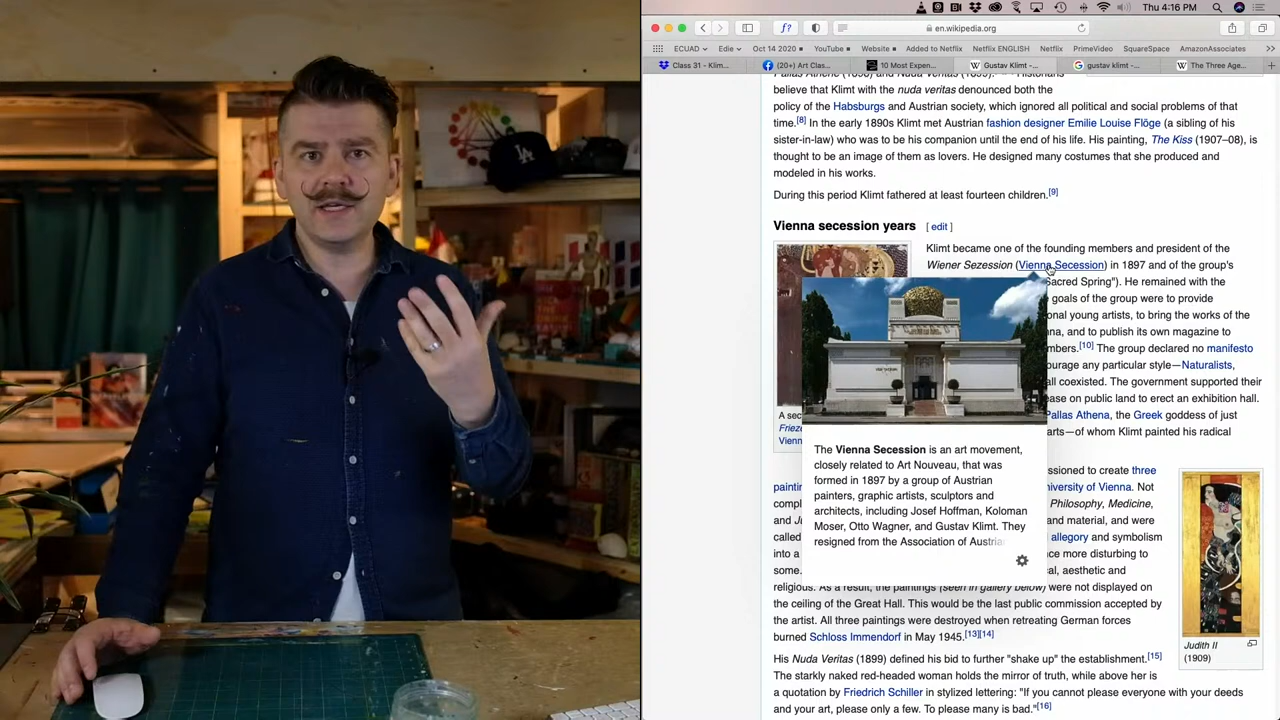 Thu 4:16 PM
en.wikipedia.org
ECUAD
Edie
Oct 14 2020
YouTube
Website
Added to Netflix
Netflix ENGLISH
Netflix
PrimeVideo
SquareSpace
AmazonAssociates
Class 31 - Klim...
(20+) Art Clas...
10 Most Expen...
Gustav Klimt -...
gustav klimt -...
The Three Age...
believe that Klimt with the nuda veritas denounced both the
policy of the Habsburgs and Austrian society, which ignored all political and social problems of that
time.[8] In the early 1890s Klimt met Austrian fashion designer Emilie Louise Flöge (a sibling of his
sister-in-law) who was to be his companion until the end of his life. His painting, The Kiss (1907–08), is
thought to be an image of them as lovers. He designed many costumes that she produced and
modeled in his works.
During this period Klimt fathered at least fourteen children.[9]
Vienna secession years [ edit ]
Klimt became one of the founding members and president of the
Wiener Sezession (Vienna Secession) in 1897 and of the group's
Sacred Spring"). He remained with the
goals of the group were to provide
onal young artists, to bring the works of the
nna, and to publish its own magazine to
mbers.[10] The group declared no manifesto
ourage any particular style—Naturalists,
all coexisted. The government supported their
ease on public land to erect an exhibition hall.
Pallas Athena, the Greek goddess of just
arts—of whom Klimt painted his radical
A sec
Frieze
Vienn
The Vienna Secession is an art movement,
closely related to Art Nouveau, that was
formed in 1897 by a group of Austrian
painters, graphic artists, sculptors and
architects, including Josef Hoffman, Koloman
Moser, Otto Wagner, and Gustav Klimt. They
resigned from the Association of Austria
ssioned to create three
paintin
niversity of Vienna. Not
compl
Philosophy, Medicine,
and Ju
and material, and were
called
allegory and symbolism
into a
nce more disturbing to
some.
cal, aesthetic and
religious. As a result, the paintings (seen in gallery below) were not displayed on
the ceiling of the Great Hall. This would be the last public commission accepted by
the artist. All three paintings were destroyed when retreating German forces
burned Schloss Immendorf in May 1945.[13][14]
Judith II
(1909)
His Nuda Veritas (1899) defined his bid to further "shake up" the establishment.[15]
The starkly naked red-headed woman holds the mirror of truth, while above her is
a quotation by Friedrich Schiller in stylized lettering: "If you cannot please everyone with your deeds
and your art, please only a few. To please many is bad."[16]
LA